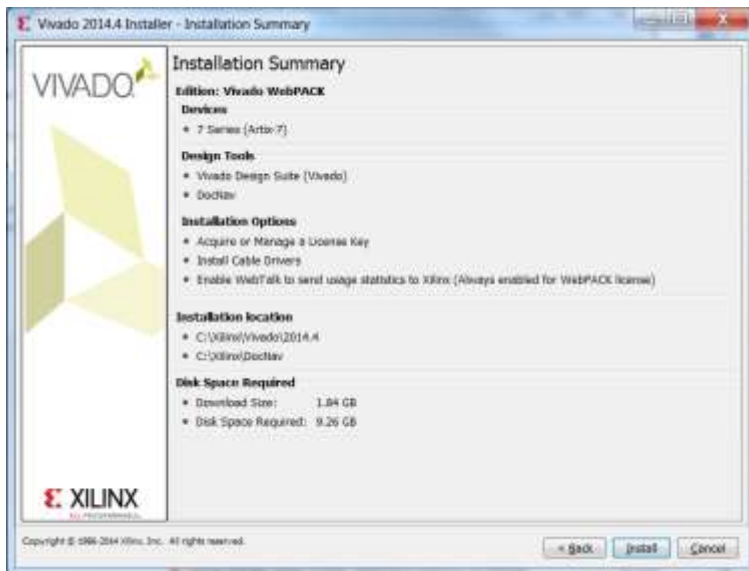 Vivado 2014.4 Installer - Installation Summary
VIVADO
Installation Summary
Edition: Vivado WebPACK
Devices
• 7 Series (Artix-7)
Design Tools
• Vivado Design Suite (Vivado)
• DocNav
Installation Options
• Acquire or Manage a License Key
• Install Cable Drivers
• Enable WebTalk to send usage statistics to Xilinx (Always enabled for WebPACK license)
Installation location
• C:\Xilinx\Vivado\2014.4
• C:\Xilinx\DocNav
Disk Space Required
• Download Size: 1.84 GB
• Disk Space Required: 9.26 GB
XILINX
ALL PROGRAMMABLE
Copyright © 1986-2014 Xilinx, Inc. All rights reserved.
< Back Install Cancel